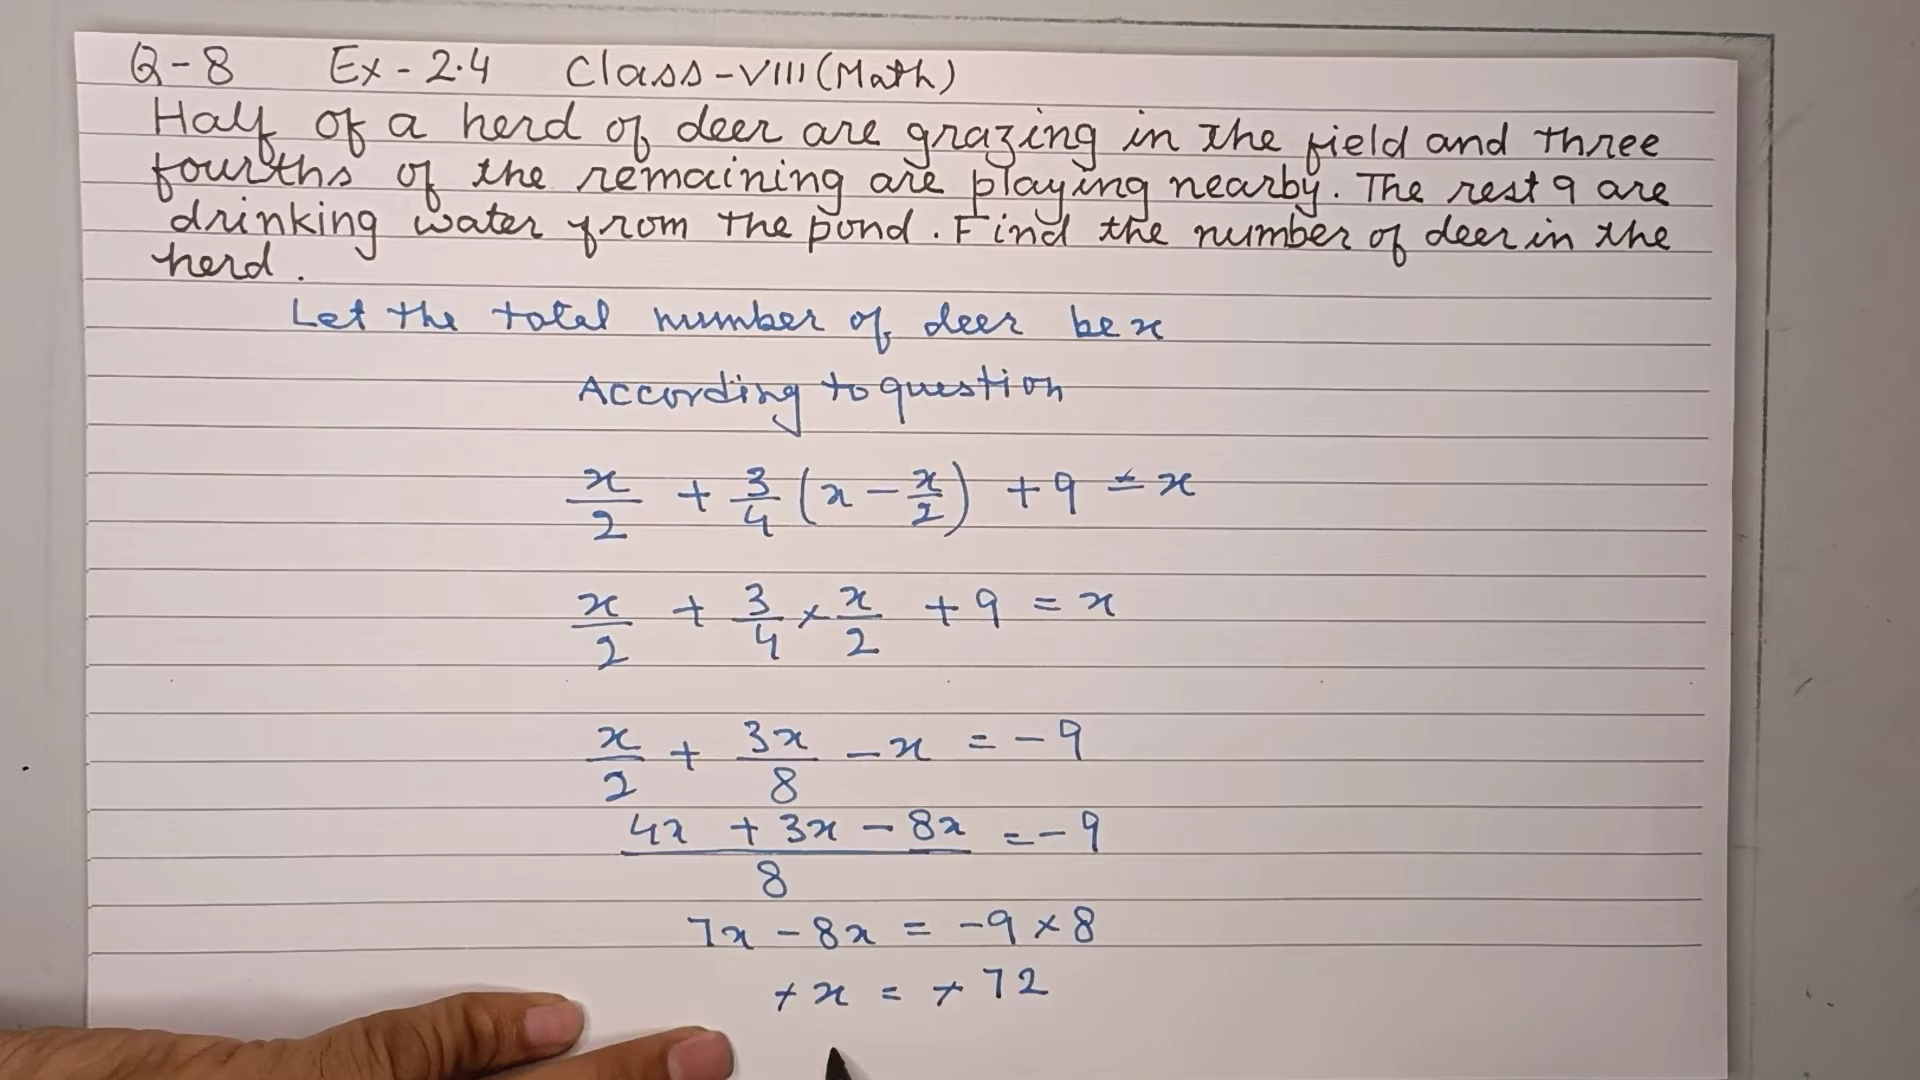 Q-8 Ex-2.4 Class-VIII (Math)
Half of a herd of deer are grazing in the field and three
fourths of the remaining are playing nearby. The rest 9 are
drinking water from the pond. Find the number of deer in the
herd.
Let the total number of deer be x
According to question
x/2 + 3/4 (x - x/2) + 9 = x
x/2 + 3/4 × x/2 + 9 = x
x/2 + 3x/8 - x = -9
(4x + 3x - 8x)/8 = -9
7x - 8x = -9 × 8
+x = +72